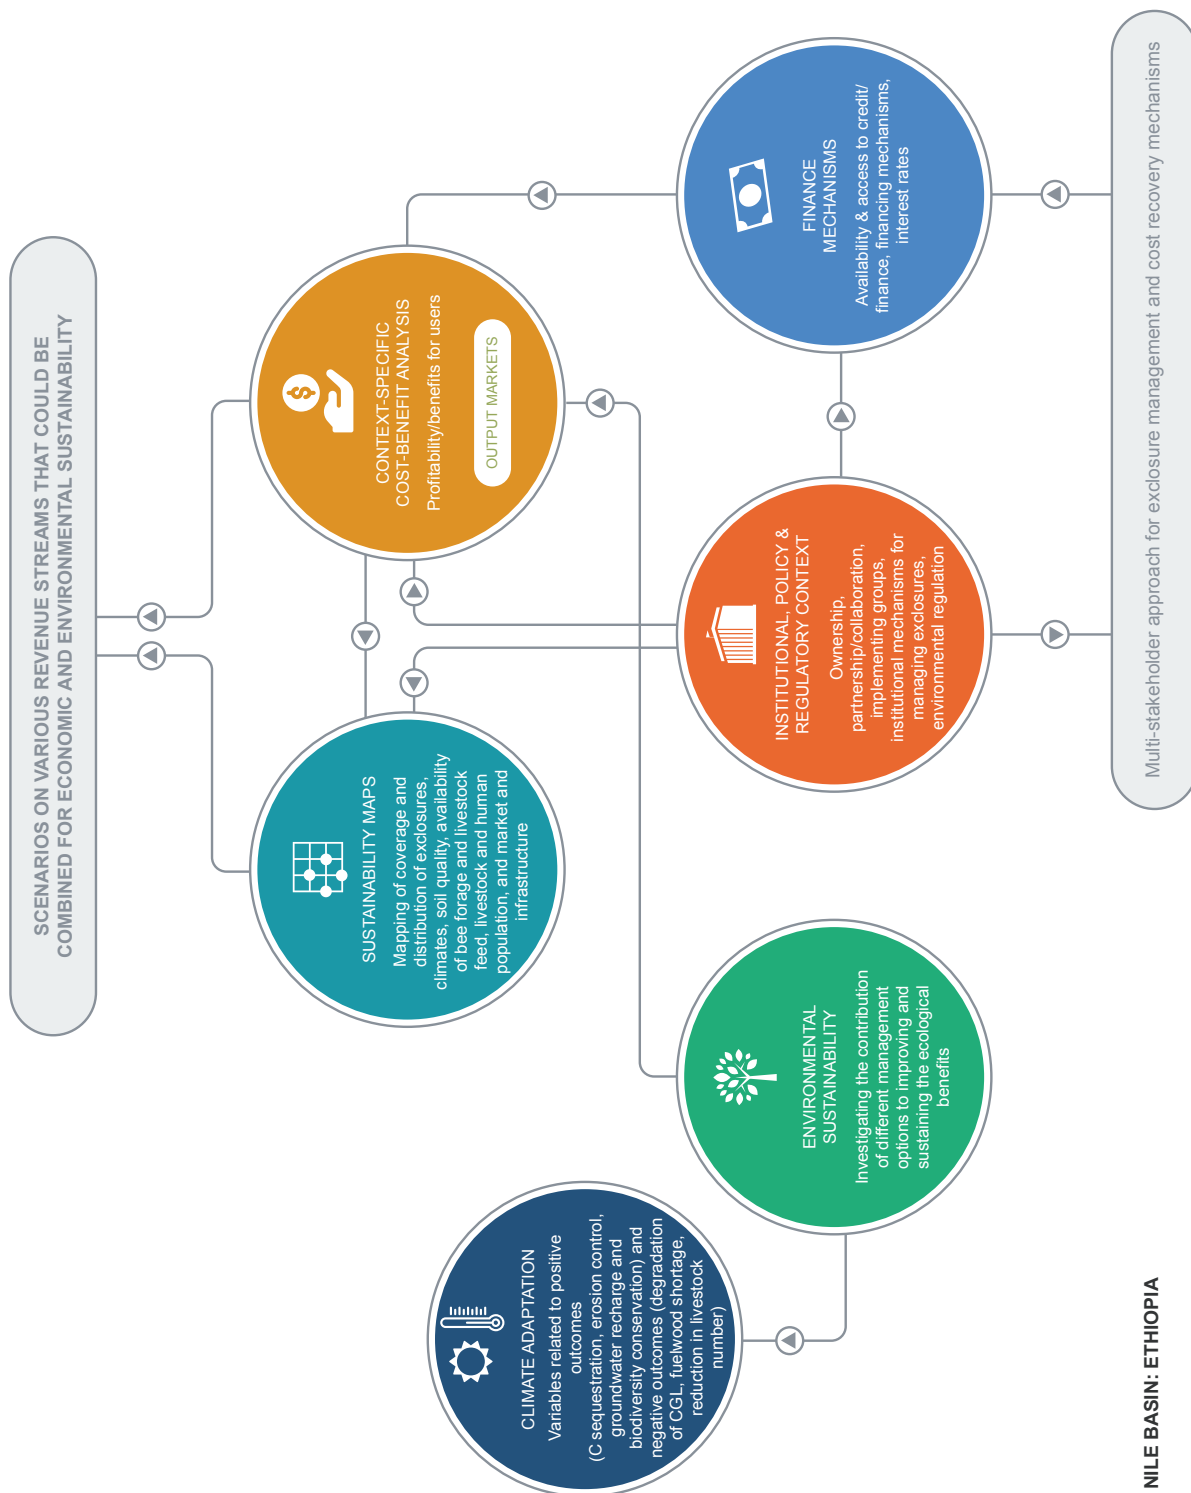 SCENARIOS ON VARIOUS REVENUE STREAMS THAT COULD BE
COMBINED FOR ECONOMIC AND ENVIRONMENTAL SUSTAINABILITY
SUSTAINABILITY MAPS
Mapping of coverage and
distribution of exclosures,
climates, soil quality, availability
of bee forage and livestock
feed, livestock and human
population, and market and
infrastructure
$
CONTEXT-SPECIFIC
COST-BENEFIT ANALYSIS
Profitability/benefits for users
OUTPUT MARKETS
CLIMATE ADAPTATION
Variables related to positive
outcomes
(C sequestration, erosion control,
groundwater recharge and
biodiversity conservation) and
negative outcomes (degradation
of CGL, fuelwood shortage,
reduction in livestock
number)
ENVIRONMENTAL
SUSTAINABILITY
Investigating the contribution
of different management
options to improving and
sustaining the ecological
benefits
INSTITUTIONAL, POLICY &
REGULATORY CONTEXT
Ownership,
partnership/collaboration,
implementing groups,
institutional mechanisms for
managing exclosures,
environmental regulation
FINANCE
MECHANISMS
Availability & access to credit/
finance, financing mechanisms,
interest rates
Multi-stakeholder approach for exclosure management and cost recovery mechanisms
NILE BASIN: ETHIOPIA